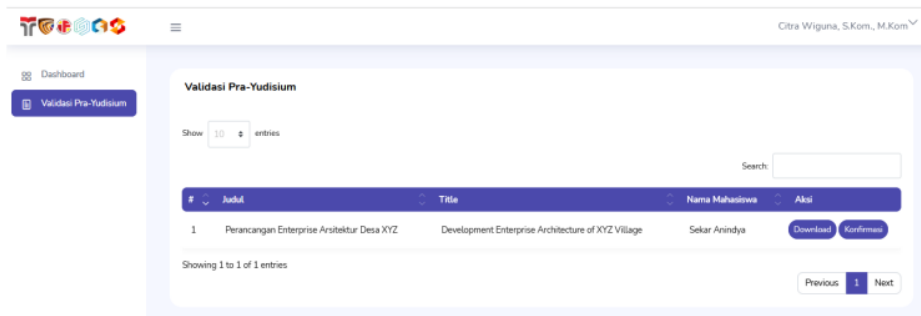 Citra Wiguna, S.Kom., M.Kom
Dashboard
Validasi Pra-Yudisium
Validasi Pra-Yudisium
Show 10 entries
Search:
# Judul Title Nama Mahasiswa Aksi
1 Perancangan Enterprise Arsitektur Desa XYZ Development Enterprise Architecture of XYZ Village Sekar Anindya Download Konfirmasi
Showing 1 to 1 of 1 entries
Previous 1 Next